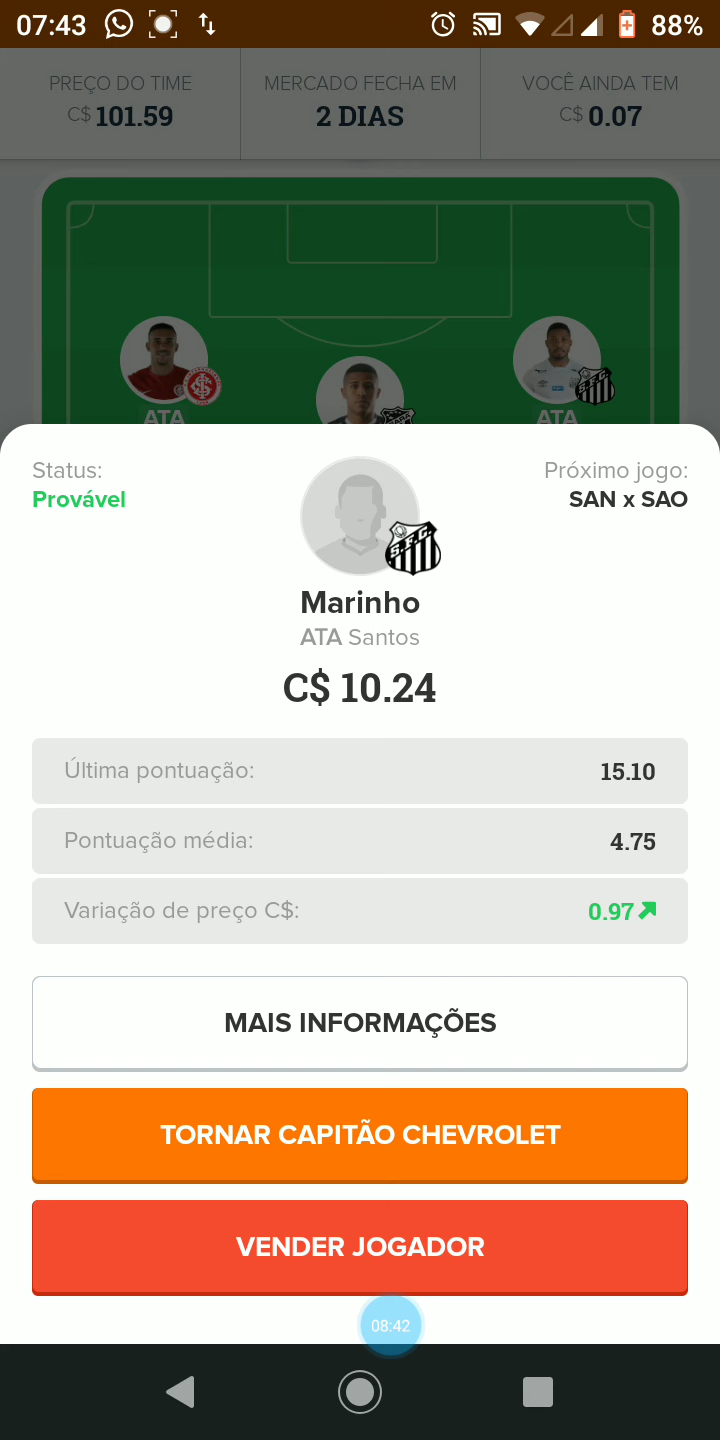 07:43
88%
PREÇO DO TIME
C$ 101.59
MERCADO FECHA EM
2 DIAS
VOCÊ AINDA TEM
C$ 0.07
ATA
ATA
Status:
Provável
Próximo jogo:
SAN x SAO
S.F.C.
Marinho
ATA Santos
C$ 10.24
Última pontuação:
15.10
Pontuação média:
4.75
Variação de preço C$:
0.97
MAIS INFORMAÇÕES
TORNAR CAPITÃO CHEVROLET
VENDER JOGADOR
08:42